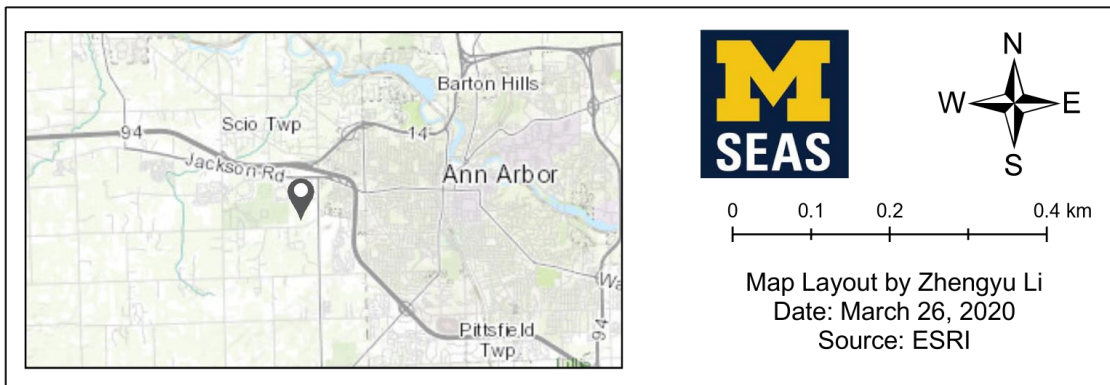 Barton Hills
Scio Twp
94
14
Jackson Rd
Ann Arbor
Pittsfield
Twp
94
M
SEAS
N
W
E
S
0 0.1 0.2 0.4 km
Map Layout by Zhengyu Li
Date: March 26, 2020
Source: ESRI